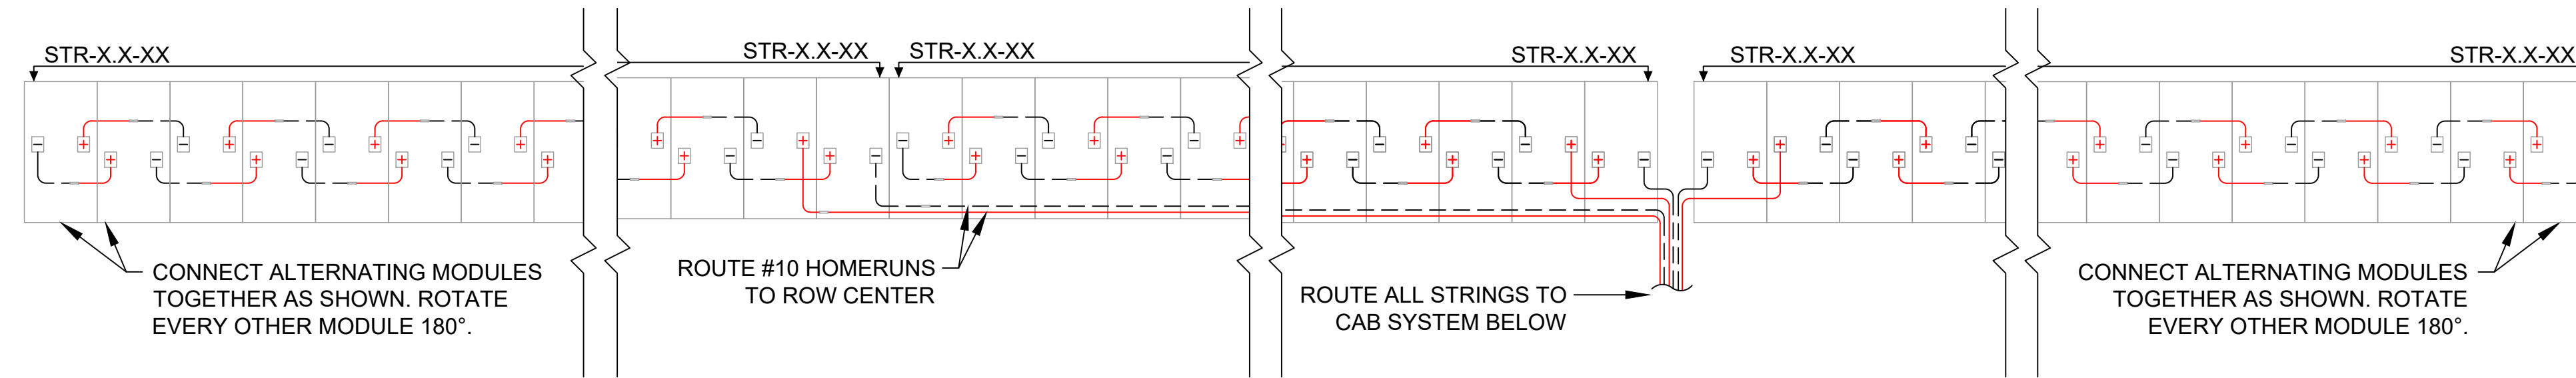 STR-X.X-XX
STR-X.X-XX
STR-X.X-XX
STR-X.X-XX
STR-X.X-XX
STR-X.X-XX
CONNECT ALTERNATING MODULES
TOGETHER AS SHOWN. ROTATE
EVERY OTHER MODULE 180°.
ROUTE #10 HOMERUNS
TO ROW CENTER
ROUTE ALL STRINGS TO
CAB SYSTEM BELOW
CONNECT ALTERNATING MODULES
TOGETHER AS SHOWN. ROTATE
EVERY OTHER MODULE 180°.